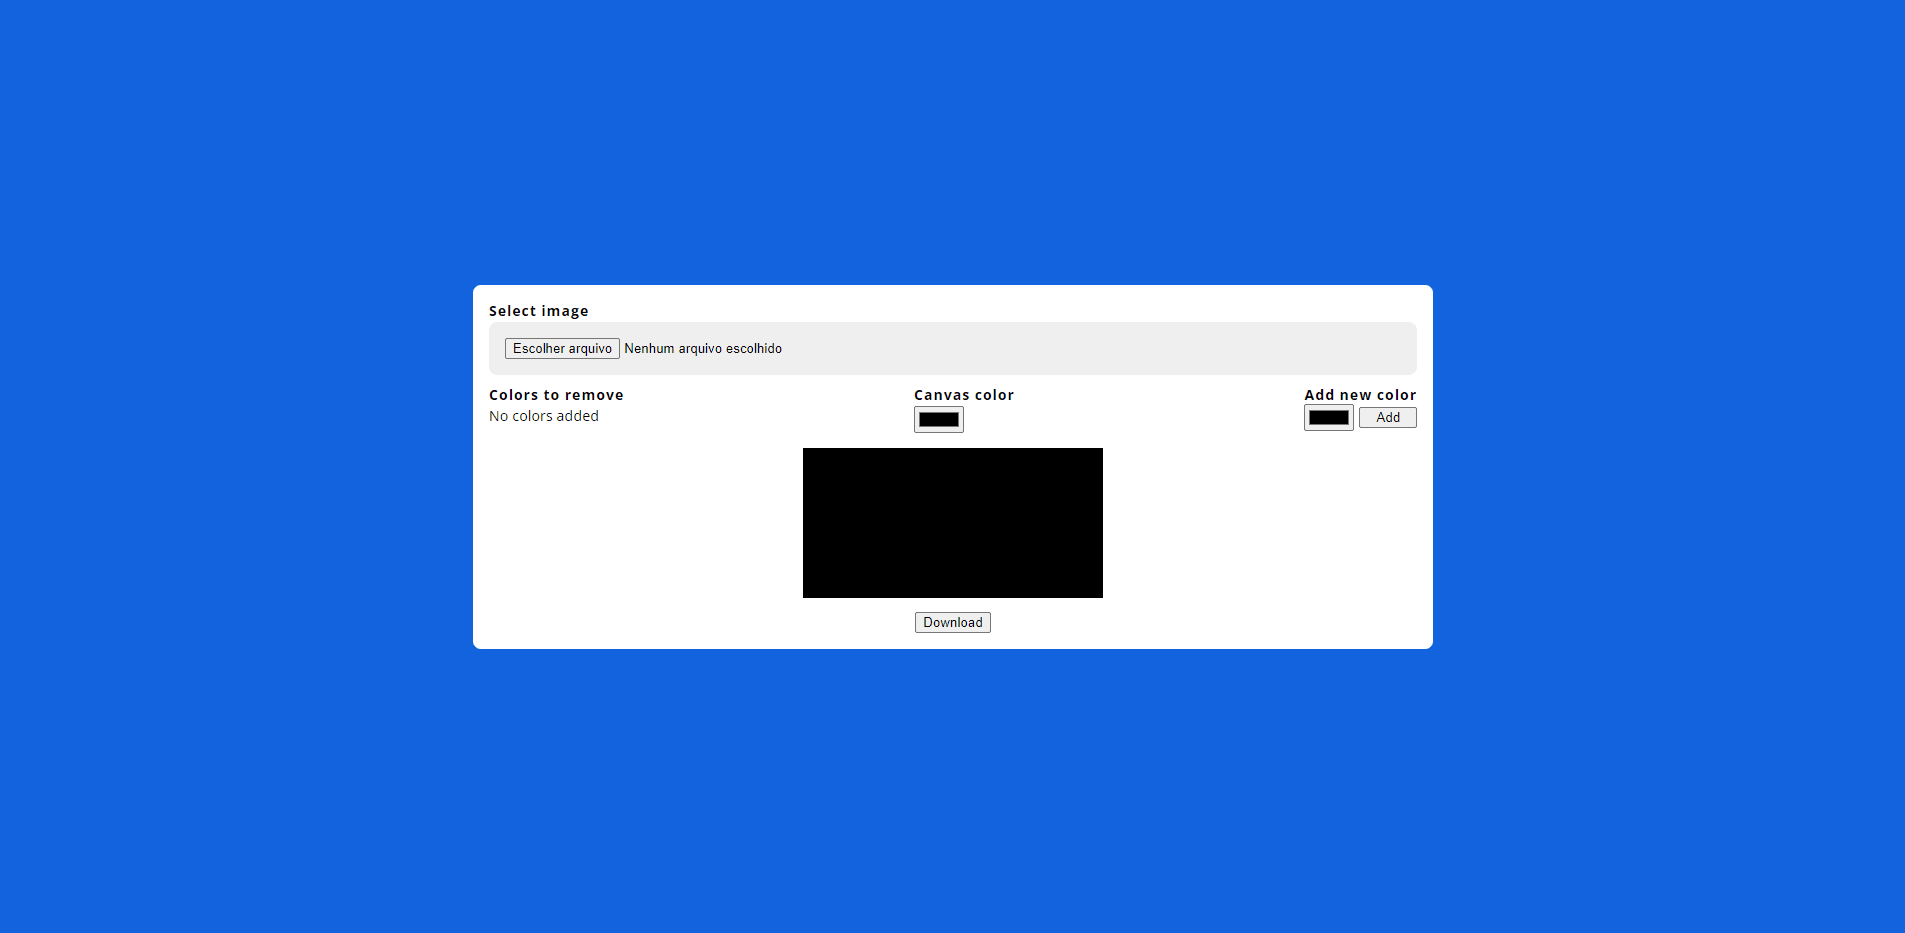 Select image
Escolher arquivo Nenhum arquivo escolhido
Colors to remove
No colors added
Canvas color
Add new color
Add
Download